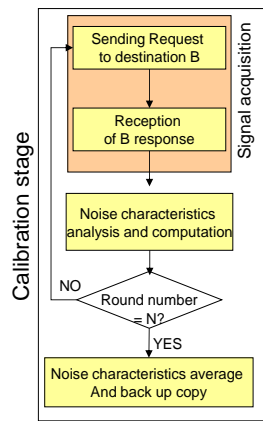 Calibration stage
Signal acquisition
Sending Request
to destination B
Reception
of B response
Noise characteristics
analysis and computation
NO
Round number
= N?
YES
Noise characteristics average
And back up copy